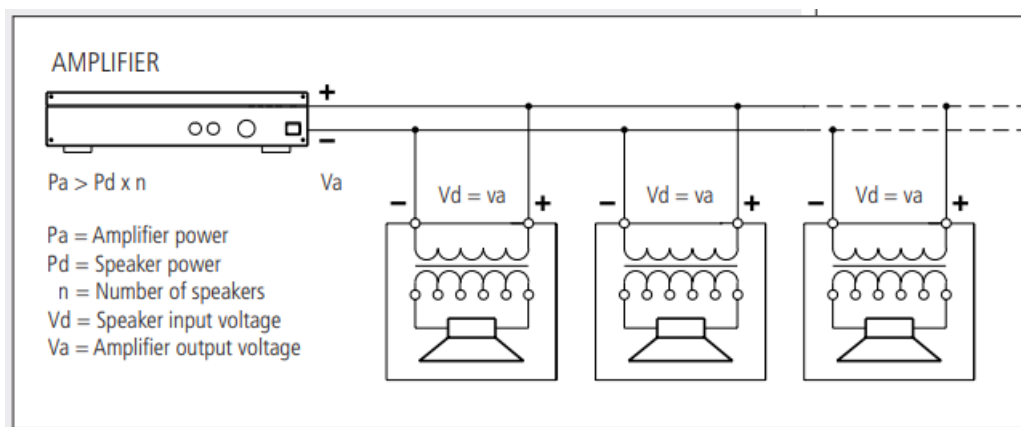 AMPLIFIER
+
−
Pa > Pd x n
Va
− Vd = va +
− Vd = va +
− Vd = va +
Pa = Amplifier power
Pd = Speaker power
n = Number of speakers
Vd = Speaker input voltage
Va = Amplifier output voltage